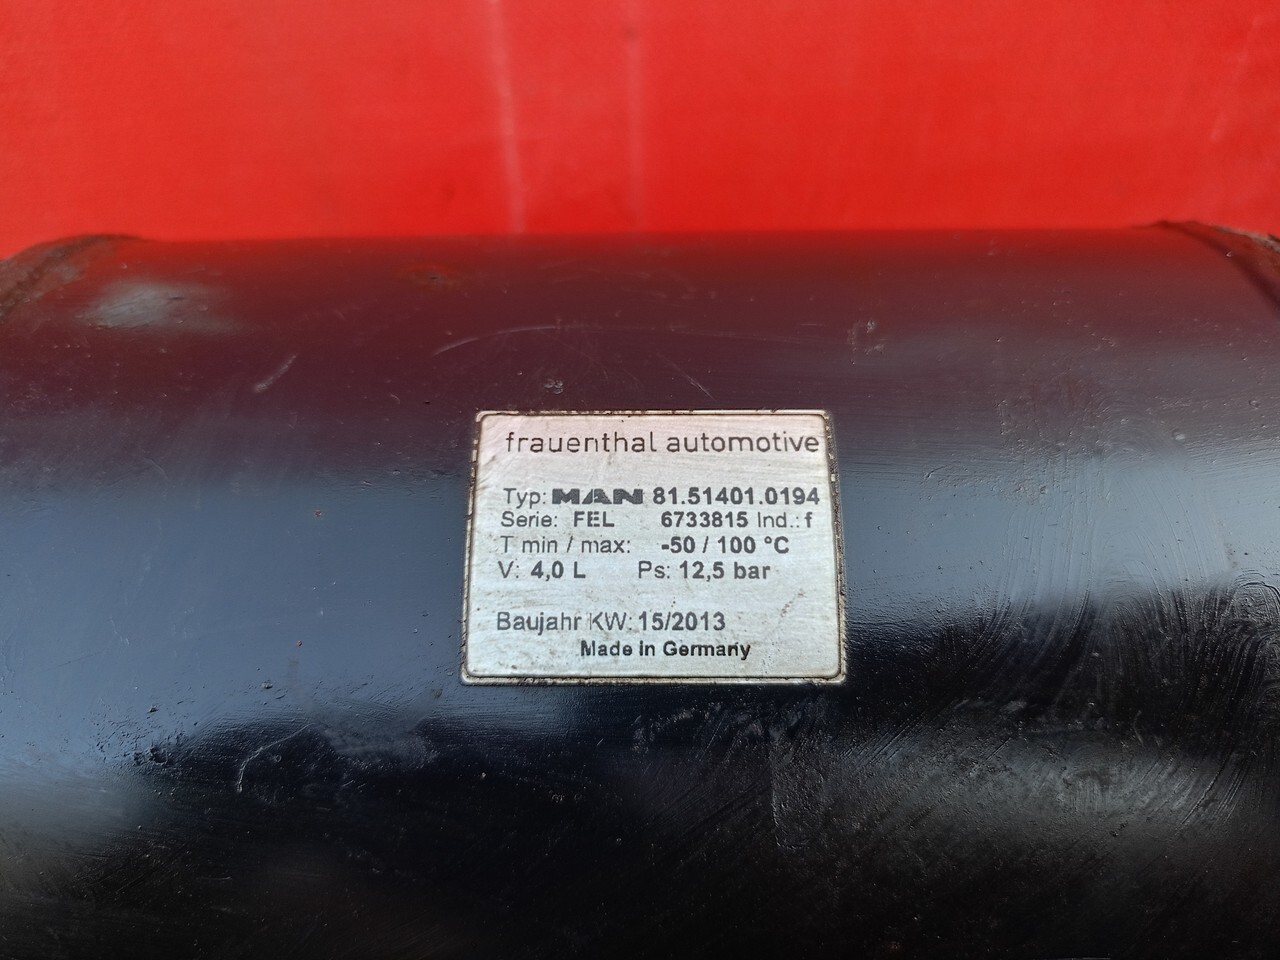 frauenthal automotive
Typ: MAN 81.51401.0194
Serie: FEL 6733815 Ind.: f
T min / max: -50 / 100 °C
V: 4,0 L Ps: 12,5 bar
Baujahr KW: 15/2013
Made in Germany